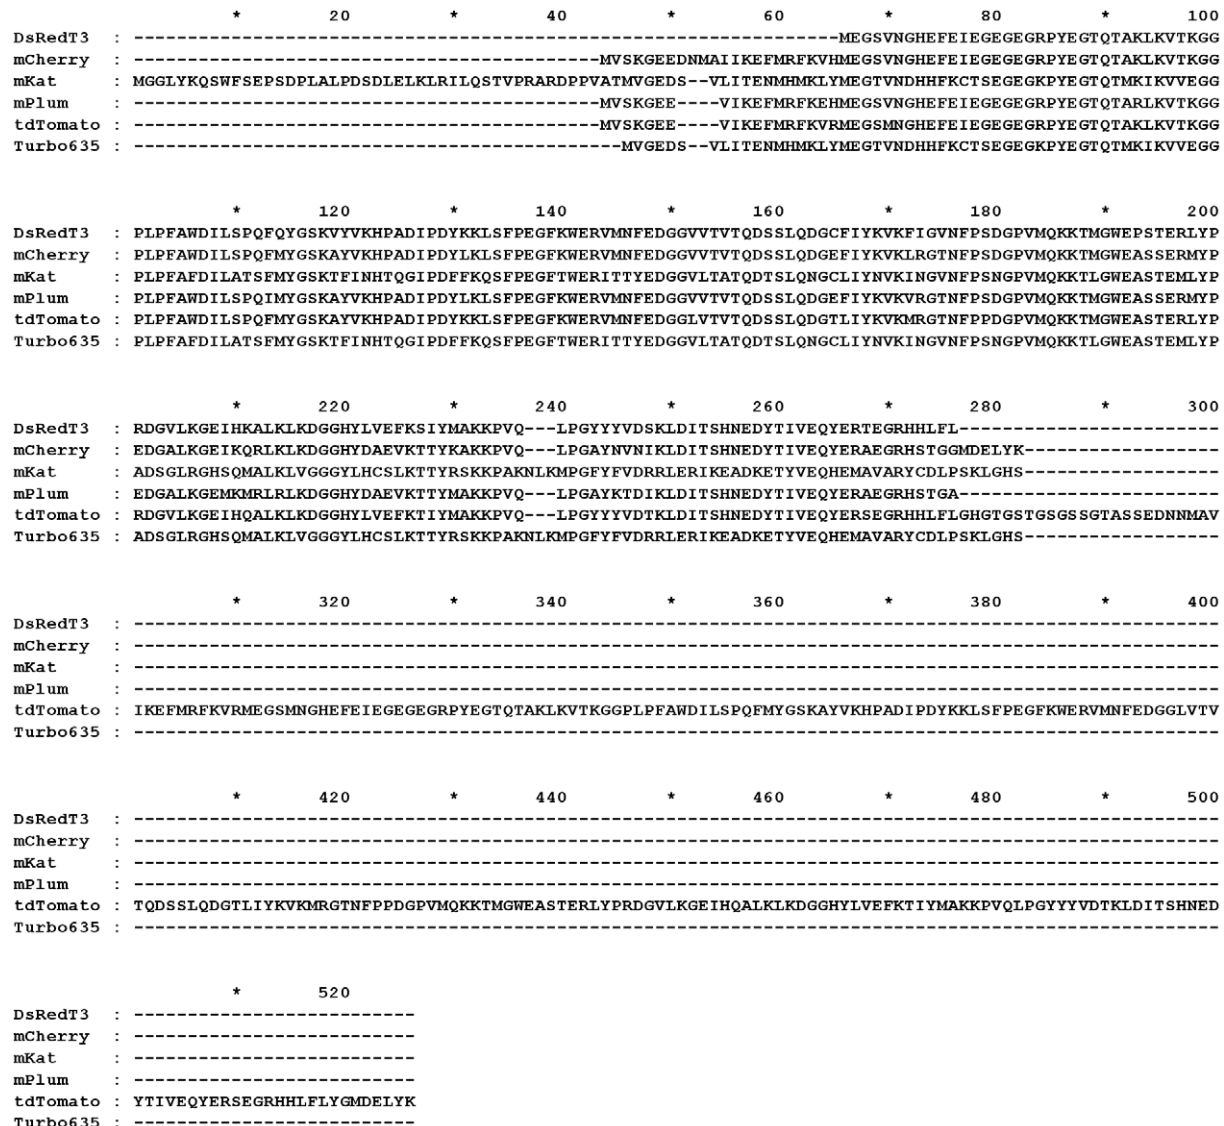 * 20 * 40 * 60 * 80 * 100
DsRedT3 : -----------------------------------------------------------------MEGSVNGHEFEIEGEGEGRPYEGTQTAKLKVTKGG
mCherry : -------------------------------------------MVSKGEEDNMAIIKEFMRFKVHMEGSVNGHEFEIEGEGEGRPYEGTQTAKLKVTKGG
mKat : MGGLYKQSWFSEPSDPLALPDSDLELKLRILQSTVPRARDPPVATMVGEDS--VLITENMHMKLYMEGTVNDHHFKCTSEGEGKPYEGTQTMKIKVVEGG
mPlum : -------------------------------------------MVSKGEE----VIKEFMRFKEHMEGSVNGHEFEIEGEGEGRPYEGTQTARLKVTKGG
tdTomato : -------------------------------------------MVSKGEE----VIKEFMRFKVRMEGSMNGHEFEIEGEGEGRPYEGTQTAKLKVTKGG
Turbo635 : ---------------------------------------------MVGEDS--VLITENMHMKLYMEGTVNDHHFKCTSEGEGKPYEGTQTMKIKVVEGG
* 120 * 140 * 160 * 180 * 200
DsRedT3 : PLPFAWDILSPQFQYGSKVYVKHPADIPDYKKLSFPEGFKWERVMNFEDGGVVTVTQDSSLQDGCFIYKVKFIGVNFPSDGPVMQKKTMGWEPSTERLYP
mCherry : PLPFAWDILSPQFMYGSKAYVKHPADIPDYLKLSFPEGFKWERVMNFEDGGVVTVTQDSSLQDGEFIYKVKLRGTNFPSDGPVMQKKTMGWEASSERMYP
mKat : PLPFAFDILATSFMYGSKTFINHTQGIPDFFKQSFPEGFTWERITTYEDGGVLTATQDTSLQNGCLIYNVKINGVNFPSNGPVMQKKTLGWEASTEMLYP
mPlum : PLPFAWDILSPQIMYGSKAYVKHPADIPDYLKLSFPEGFKWERVMNFEDGGVVTVTQDSSLQDGEFIYKVKVRGTNFPSDGPVMQKKTMGWEASSERMYP
tdTomato : PLPFAWDILSPQFMYGSKAYVKHPADIPDYKKLSFPEGFKWERVMNFEDGGLVTVTQDSSLQDGTLIYKVKMRGTNFPPDGPVMQKKTMGWEASTERLYP
Turbo635 : PLPFAFDILATSFMYGSKTFINHTQGIPDFFKQSFPEGFTWERITTYEDGGVLTATQDTSLQNGCLIYNVKINGVNFPSNGPVMQKKTLGWEASTEMLYP
* 220 * 240 * 260 * 280 * 300
DsRedT3 : RDGVLKGEIHKALKLKDGGHYLVEFKSIYMAKKPVQ---LPGYYYVDSKLDITSHNEDYTIVEQYERTEGRHHLFL------------------------
mCherry : EDGALKGEIKQRLKLKDGGHYDAEVKTTYKAKKPVQ---LPGAYNVNIKLDITSHNEDYTIVEQYERAEGRHSTGGMDELYK------------------
mKat : ADSGLRGHSQMALKLVGGGYLHCSLKTTYRSKKPAKNLKMPGFYFVDRRLERIKEADKETYVEQHEMAVARYCDLPSKLGHS------------------
mPlum : EDGALKGEMKMRLRLKDGGHYDAEVKTTYMAKKPVQ---LPGAYKTDIKLDITSHNEDYTIVEQYERAEGRHSTGA------------------------
tdTomato : RDGVLKGEIHQALKLKDGGHYLVEFKTIYMAKKPVQ---LPGYYYVDTKLDITSHNEDYTIVEQYERSEGRHHLFLGHGTGSTGSGSSGTASSEDNNMAV
Turbo635 : ADSGLRGHSQMALKLVGGGYLHCSLKTTYRSKKPAKNLKMPGFYFVDRRLERIKEADKETYVEQHEMAVARYCDLPSKLGHS------------------
* 320 * 340 * 360 * 380 * 400
DsRedT3 : ----------------------------------------------------------------------------------------------------
mCherry : ----------------------------------------------------------------------------------------------------
mKat : ----------------------------------------------------------------------------------------------------
mPlum : ----------------------------------------------------------------------------------------------------
tdTomato : IKEFMRFKVRMEGSMNGHEFEIEGEGEGRPYEGTQTAKLKVTKGGPLPFAWDILSPQFMYGSKAYVKHPADIPDYKKLSFPEGFKWERVMNFEDGGLVTV
Turbo635 : ----------------------------------------------------------------------------------------------------
* 420 * 440 * 460 * 480 * 500
DsRedT3 : ----------------------------------------------------------------------------------------------------
mCherry : ----------------------------------------------------------------------------------------------------
mKat : ----------------------------------------------------------------------------------------------------
mPlum : ----------------------------------------------------------------------------------------------------
tdTomato : TQDSSLQDGTLIYKVKMRGTNFPPDGPVMQKKTMGWEASTERLYPRDGVLKGEIHQALKLKDGGHYLVEFKTIYMAKKPVQLPGYYYVDTKLDITSHNED
Turbo635 : ----------------------------------------------------------------------------------------------------
* 520
DsRedT3 : --------------------------
mCherry : --------------------------
mKat : --------------------------
mPlum : --------------------------
tdTomato : YTIVEQYERSEGRHHLFLYGMDELYK
Turbo635 : --------------------------